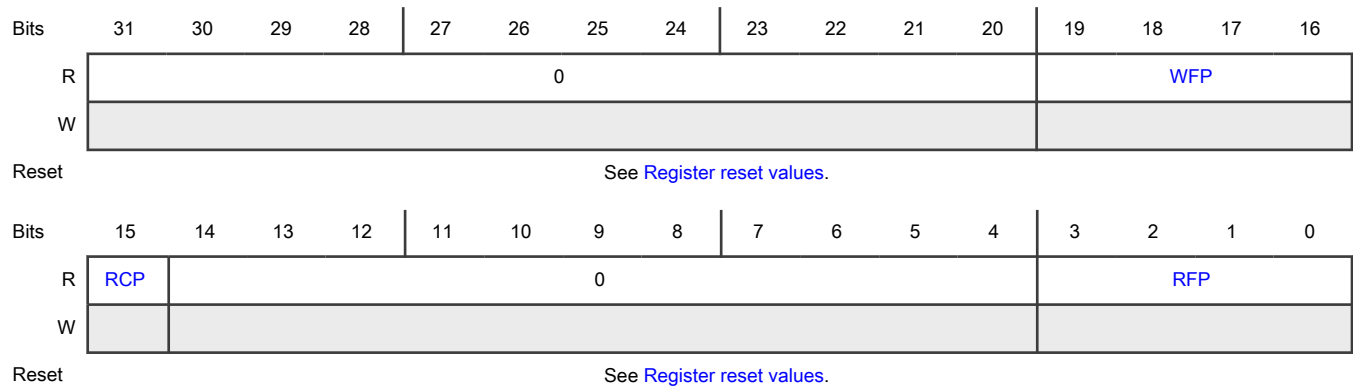 Bits 31 30 29 28 27 26 25 24 23 22 21 20 19 18 17 16
R 0 WFP
W
Reset See Register reset values.
Bits 15 14 13 12 11 10 9 8 7 6 5 4 3 2 1 0
R RCP 0 RFP
W
Reset See Register reset values.